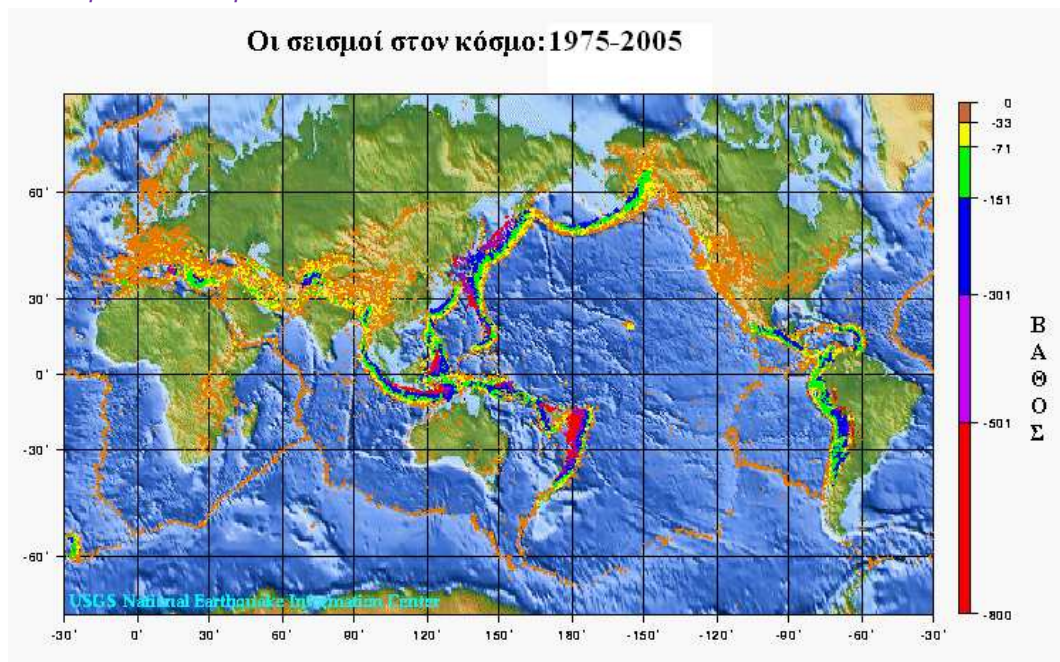 Οι σεισμοί στον κόσμο:1975-2005
0
-33
-71
-151
-301
-501
-800
Β
Α
Θ
Ο
Σ
60'
30'
0'
-30'
-60'
USGS National Earthquake Information Center
-30' 0' 30' 60' 90' 120' 150' 180' -150' -120' -90' -60' -30'